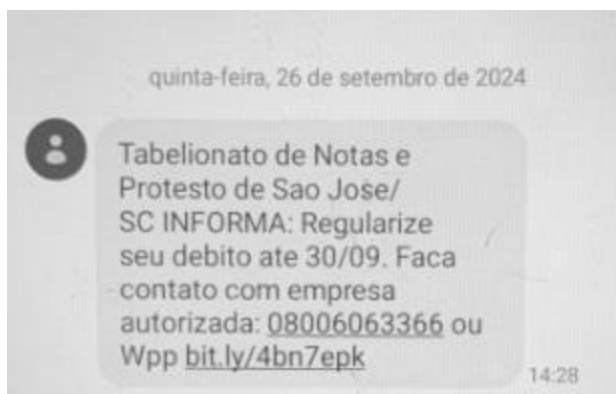 quinta-feira, 26 de setembro de 2024
Tabelionato de Notas e
Protesto de Sao Jose/
SC INFORMA: Regularize
seu debito ate 30/09. Faca
contato com empresa
autorizada: 08006063366 ou
Wpp bit.ly/4bn7epk
14:28